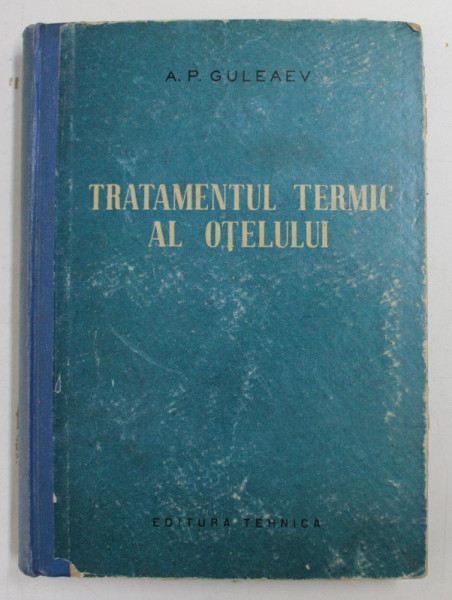 A. P. GULEAEV
TRATAMENTUL TERMIC
AL OȚELULUI
EDITURA TEHNICA